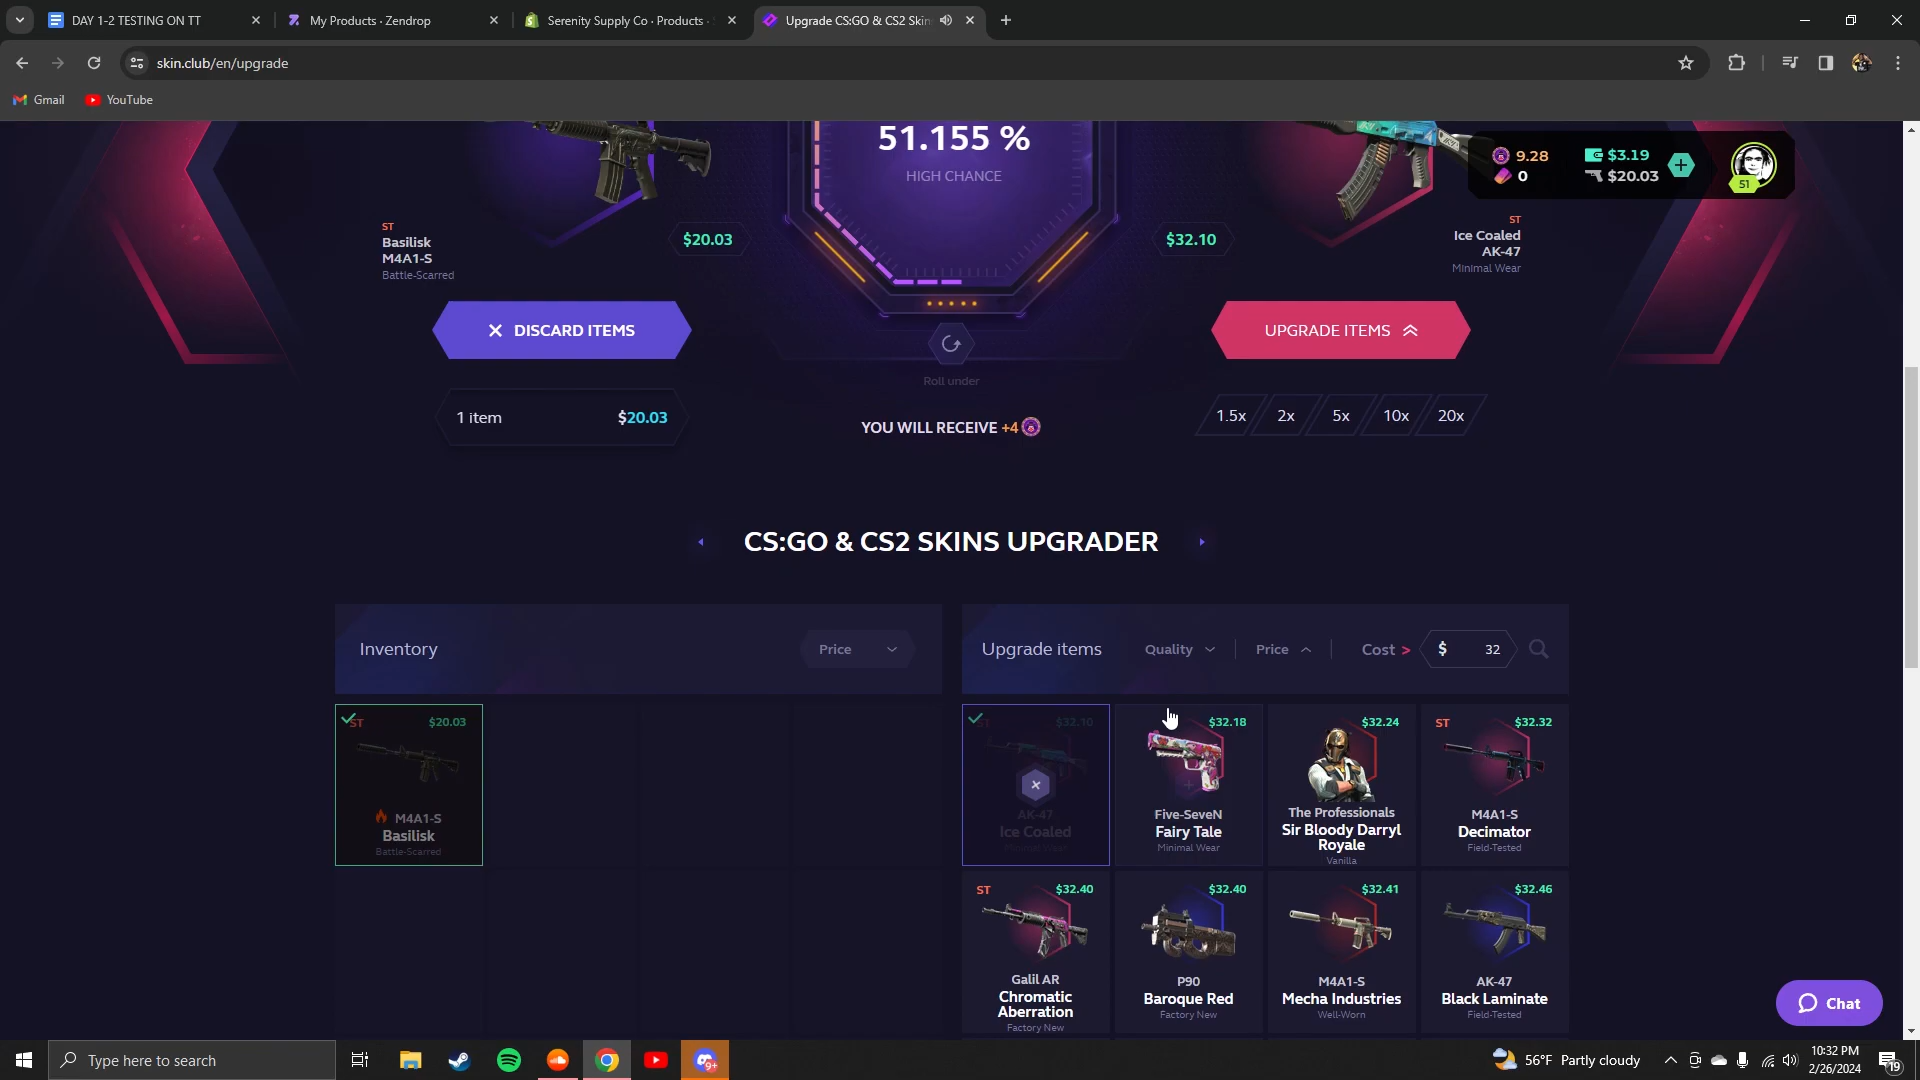 DAY 1-2 TESTING ON TT
My Products · Zendrop
Serenity Supply Co · Products ·
Upgrade CS:GO & CS2 Skin
skin.club/en/upgrade
Gmail
YouTube
51.155 %
HIGH CHANCE
9.28
$3.19
0
$20.03
S1
ST
Basilisk
M4A1-S
Battle-Scarred
$20.03
$32.10
ST
Ice Coaled
AK-47
Minimal Wear
DISCARD ITEMS
UPGRADE ITEMS
Roll under
1 item
$20.03
YOU WILL RECEIVE +4
1.5x
2x
5x
10x
20x
CS:GO & CS2 SKINS UPGRADER
Inventory
Price
Upgrade items
Quality
Price
Cost >
$
32
ST
$20.03
M4A1-S
Basilisk
Battle-Scarred
$32.10
AK-47
Ice Coaled
Minimal Wear
$32.18
Five-SeveN
Fairy Tale
Minimal Wear
$32.24
The Professionals
Sir Bloody Darryl
Royale
Vanilla
ST
$32.32
M4A1-S
Decimator
Field-Tested
ST
$32.40
Galil AR
Chromatic
Aberration
Factory New
$32.40
P90
Baroque Red
Factory New
$32.41
M4A1-S
Mecha Industries
Well-Worn
$32.46
AK-47
Black Laminate
Field-Tested
Chat
Type here to search
9+
56°F Partly cloudy
10:32 PM
2/26/2024
19